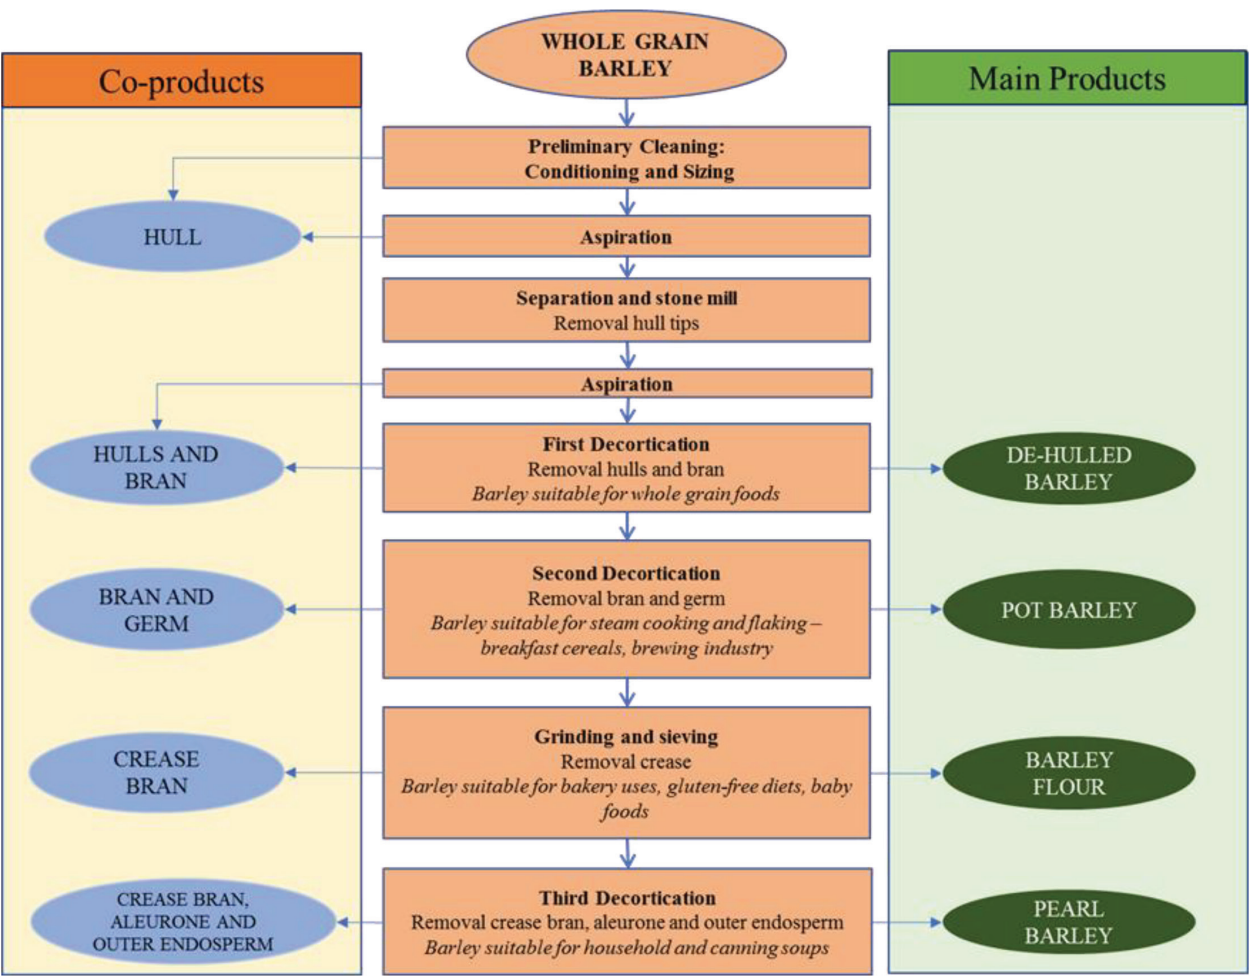 WHOLE GRAIN
BARLEY
Co-products
Main Products
Preliminary Cleaning:
Conditioning and Sizing
HULL
Aspiration
Separation and stone mill
Removal hull tips
Aspiration
HULLS AND
BRAN
First Decortication
Removal hulls and bran
Barley suitable for whole grain foods
DE-HULLED
BARLEY
BRAN AND
GERM
Second Decortication
Removal bran and germ
Barley suitable for steam cooking and flaking –
breakfast cereals, brewing industry
POT BARLEY
CREASE
BRAN
Grinding and sieving
Removal crease
Barley suitable for bakery uses, gluten-free diets, baby
foods
BARLEY
FLOUR
CREASE BRAN,
ALEURONE AND
OUTER ENDOSPERM
Third Decortication
Removal crease bran, aleurone and outer endosperm
Barley suitable for household and canning soups
PEARL
BARLEY